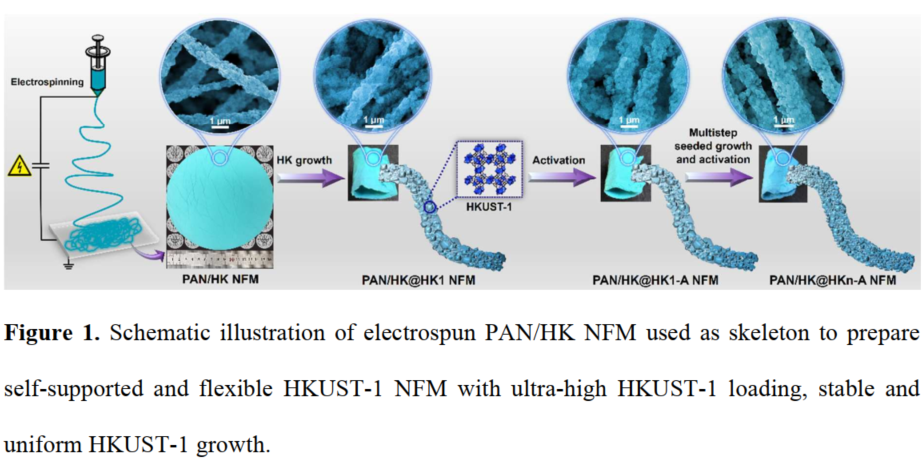 Electrospinning
1 μm
1 μm
1 μm
1 μm
HK growth
HKUST-1
Activation
Multistep
seeded growth
and activation
PAN/HK NFM
PAN/HK@HK1 NFM
PAN/HK@HK1-A NFM
PAN/HK@HKn-A NFM
Figure 1. Schematic illustration of electrospun PAN/HK NFM used as skeleton to prepare
self-supported and flexible HKUST-1 NFM with ultra-high HKUST-1 loading, stable and
uniform HKUST-1 growth.